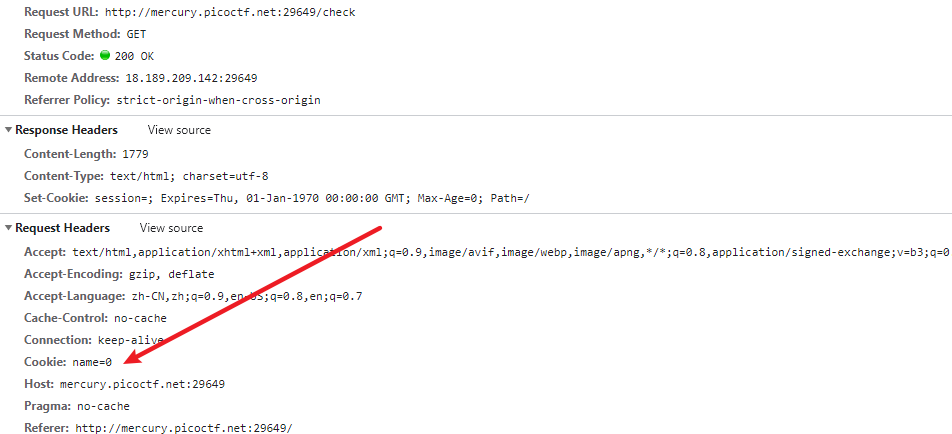 Request URL: http://mercury.picoctf.net:29649/check
Request Method: GET
Status Code: 200 OK
Remote Address: 18.189.209.142:29649
Referrer Policy: strict-origin-when-cross-origin
Response Headers View source
Content-Length: 1779
Content-Type: text/html; charset=utf-8
Set-Cookie: session=; Expires=Thu, 01-Jan-1970 00:00:00 GMT; Max-Age=0; Path=/
Request Headers View source
Accept: text/html,application/xhtml+xml,application/xml;q=0.9,image/avif,image/webp,image/apng,*/*;q=0.8,application/signed-exchange;v=b3;q=0
Accept-Encoding: gzip, deflate
Accept-Language: zh-CN,zh;q=0.9,en-US;q=0.8,en;q=0.7
Cache-Control: no-cache
Connection: keep-alive
Cookie: name=0
Host: mercury.picoctf.net:29649
Pragma: no-cache
Referer: http://mercury.picoctf.net:29649/